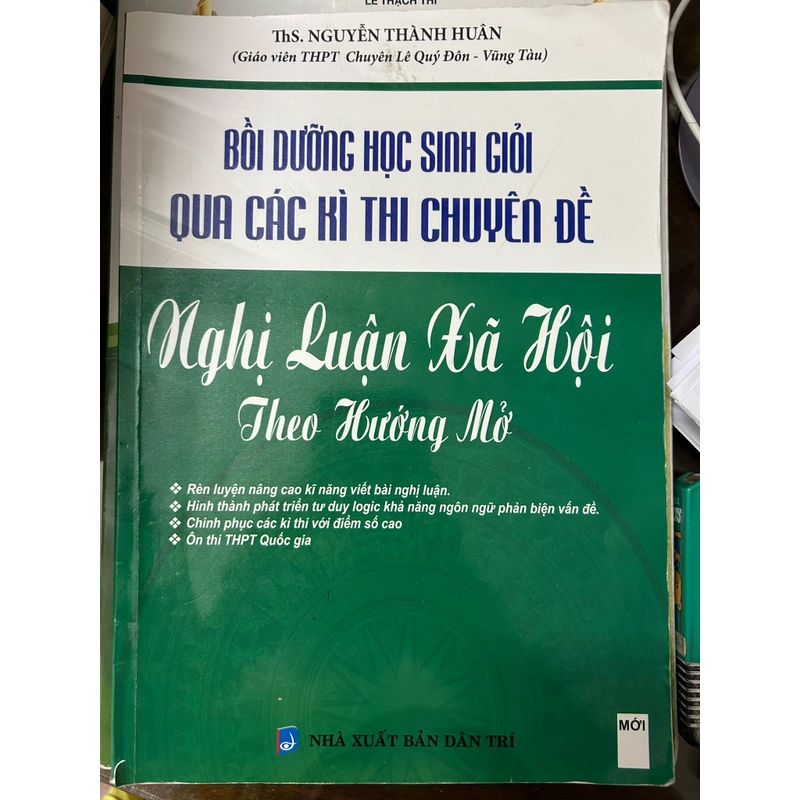 LÊ THẠCH THI
ThS. NGUYỄN THÀNH HUÂN
(Giáo viên THPT Chuyên Lê Quý Đôn - Vũng Tàu)
BỒI DƯỠNG HỌC SINH GIỎI
QUA CÁC KÌ THI CHUYÊN ĐỀ
Nghị Luận Xã Hội
Theo Hướng Mở
❖ Rèn luyện nâng cao kĩ năng viết bài nghị luận.
❖ Hình thành phát triển tư duy logic khả năng ngôn ngữ phản biện vấn đề.
❖ Chinh phục các kì thi với điểm số cao
❖ Ôn thi THPT Quốc gia
MỚI
NHÀ XUẤT BẢN DÂN TRÍ